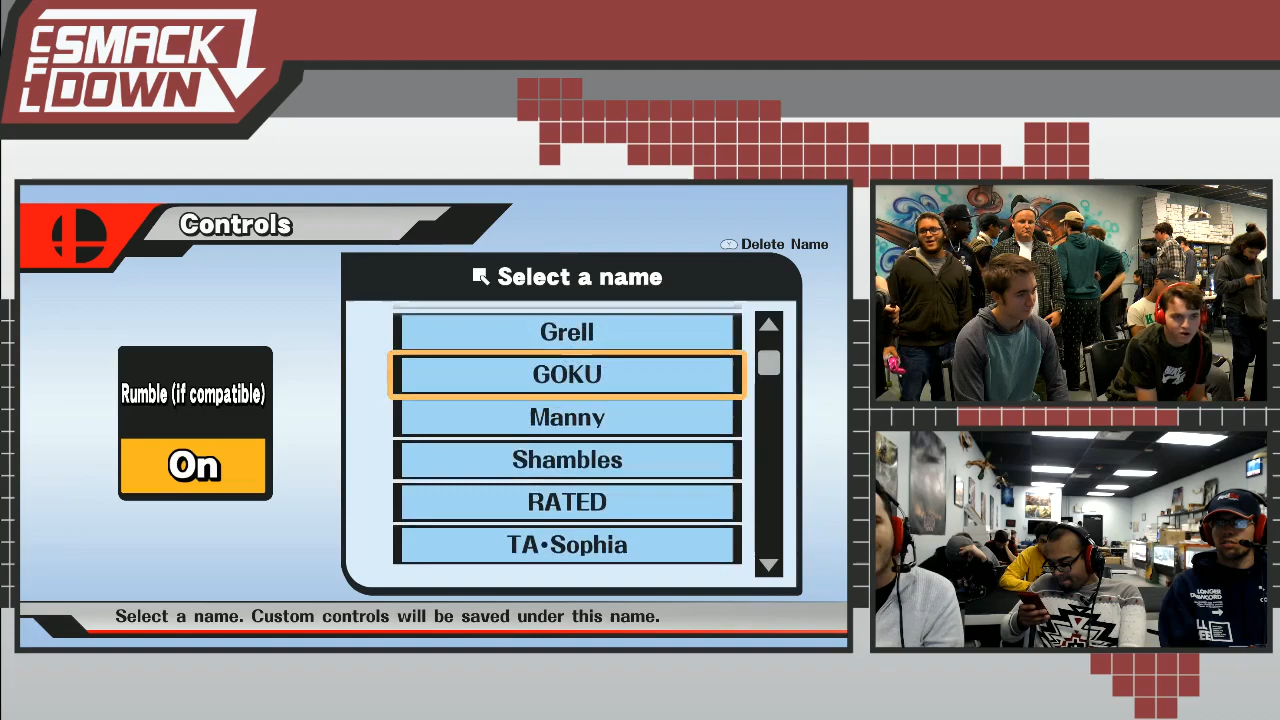 CFL
SMACK
DOWN
Controls
Delete Name
Select a name
Grell
GOKU
Manny
Shambles
RATED
TA•Sophia
Rumble (if compatible)
On
Select a name. Custom controls will be saved under this name.